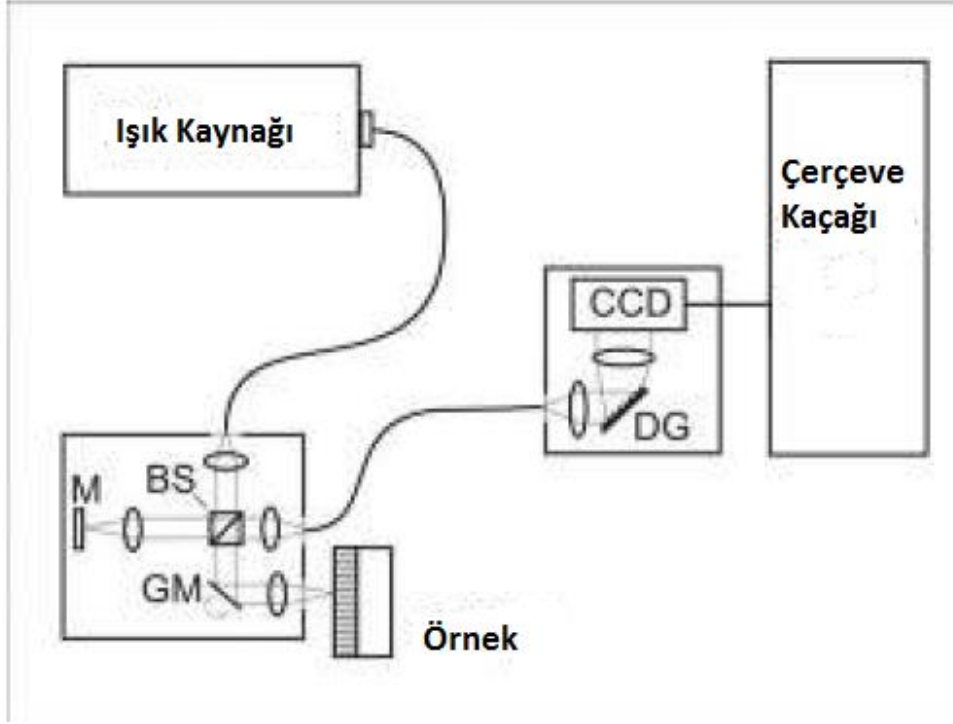 Işık Kaynağı
Çerçeve
Kaçağı
CCD
DG
BS
M
GM
Örnek